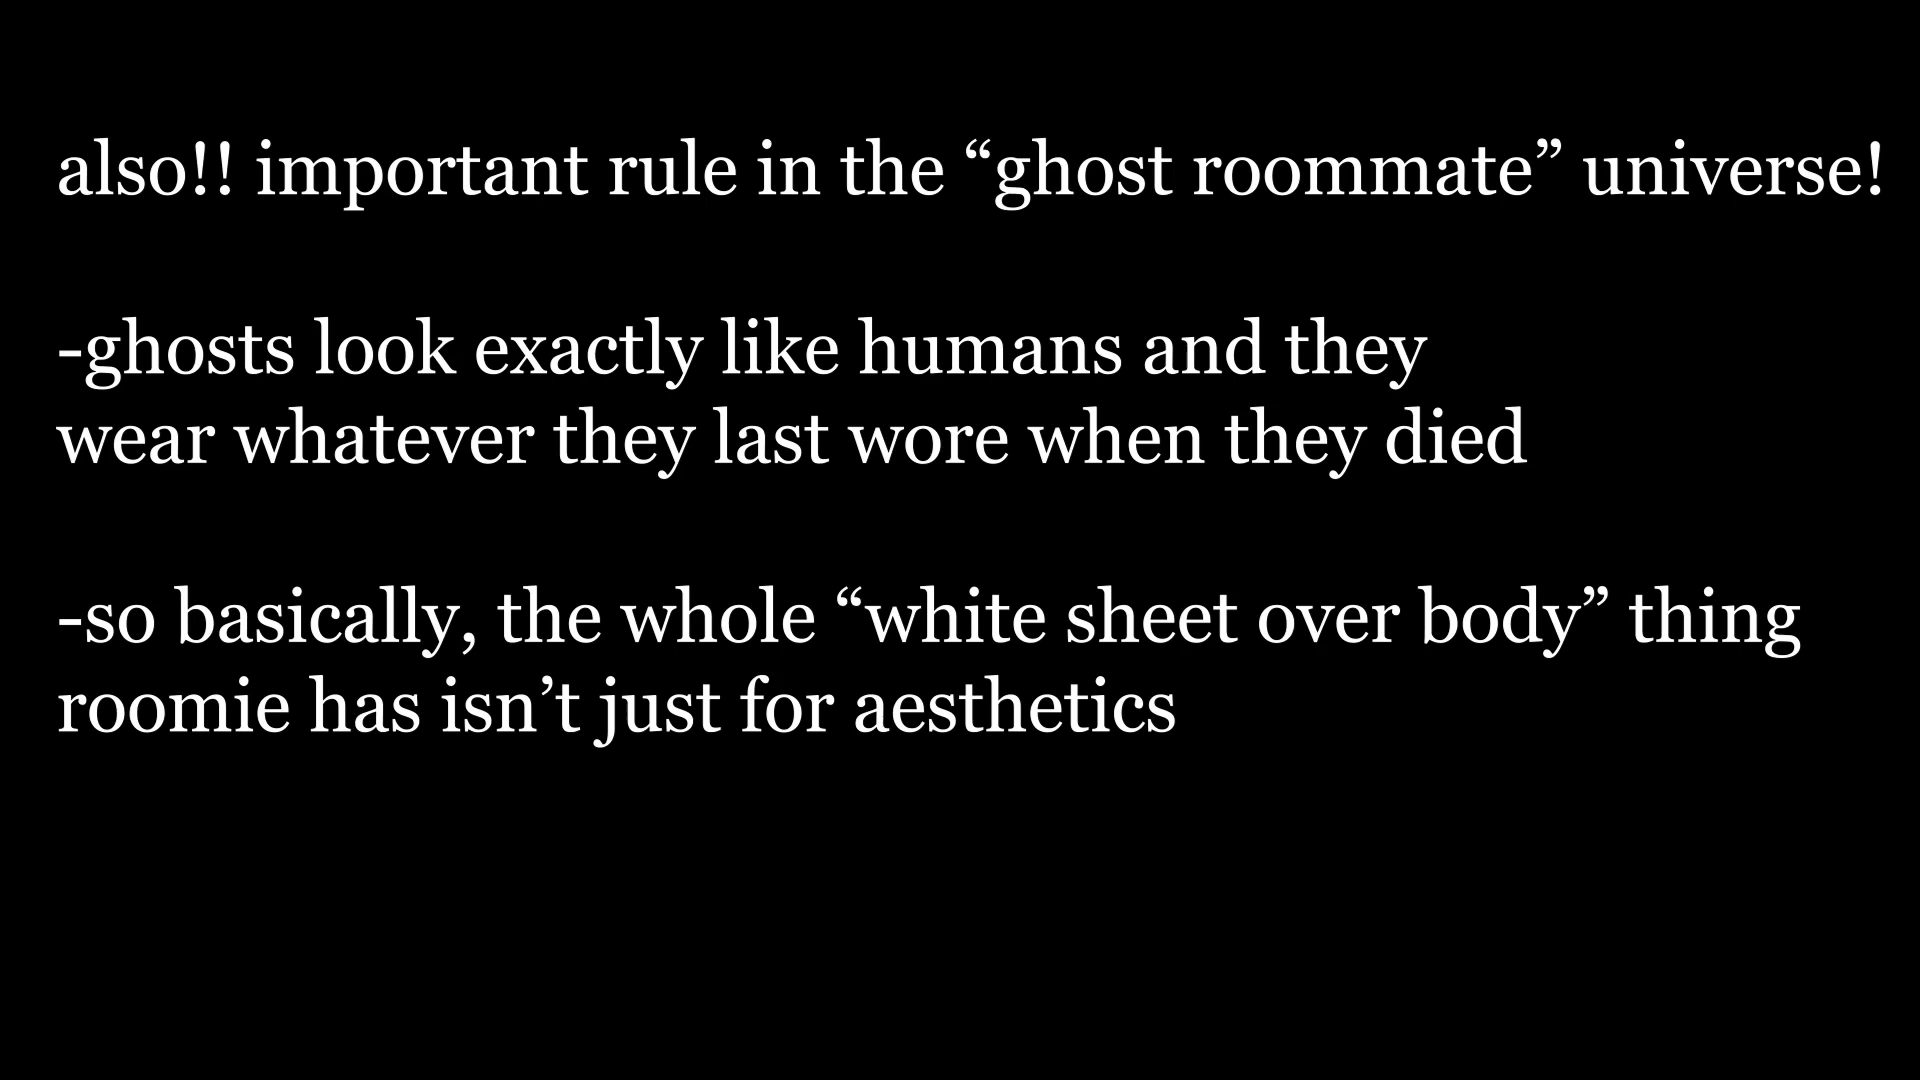 also!! important rule in the “ghost roommate” universe!
-ghosts look exactly like humans and they
wear whatever they last wore when they died
-so basically, the whole “white sheet over body” thing
roomie has isn’t just for aesthetics